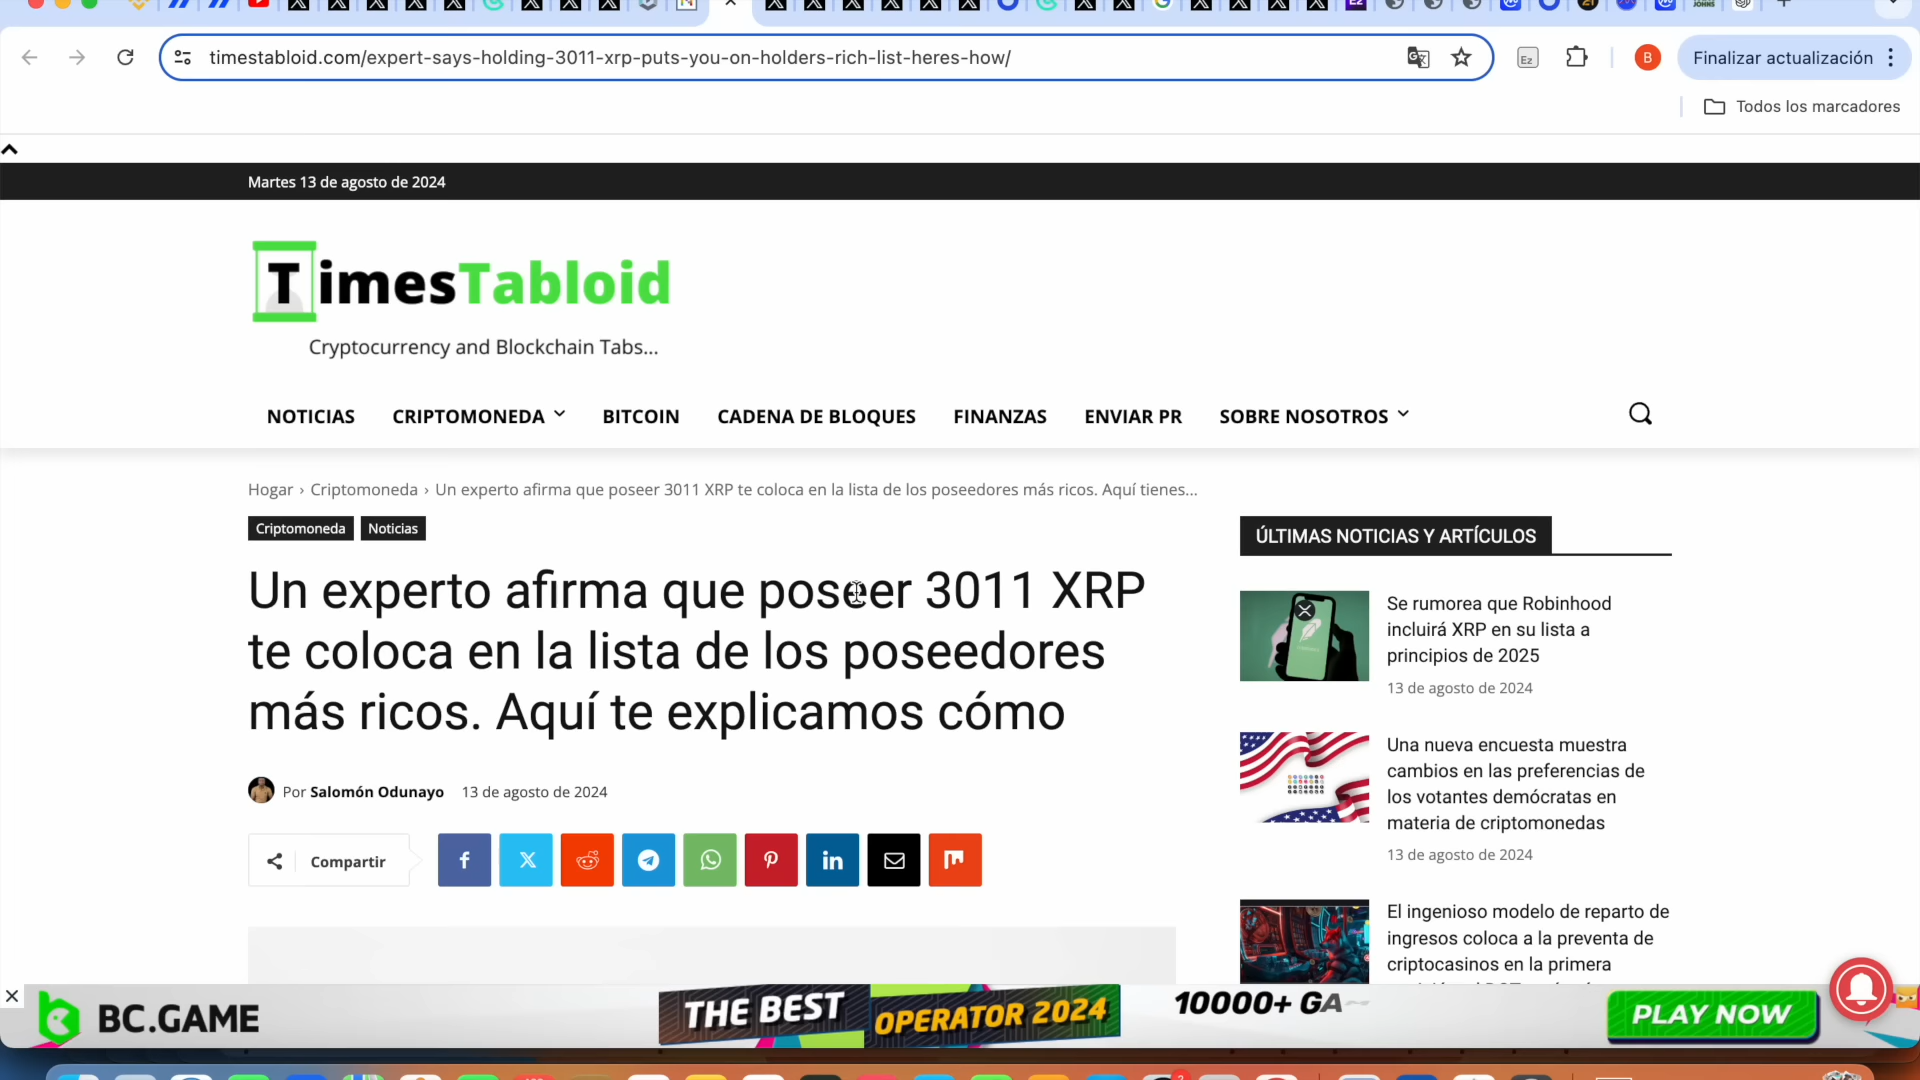 timestabloid.com/expert-says-holding-3011-xrp-puts-you-on-holders-rich-list-heres-how/
Ez
B
Finalizar actualización
Todos los marcadores
Martes 13 de agosto de 2024
TimesTabloid
Cryptocurrency and Blockchain Tabs...
NOTICIAS
CRIPTOMONEDA
BITCOIN
CADENA DE BLOQUES
FINANZAS
ENVIAR PR
SOBRE NOSOTROS
Hogar › Criptomoneda › Un experto afirma que poseer 3011 XRP te coloca en la lista de los poseedores más ricos. Aquí tienes...
Criptomoneda
Noticias
Un experto afirma que poseer 3011 XRP
te coloca en la lista de los poseedores
más ricos. Aquí te explicamos cómo
Por Salomón Odunayo
13 de agosto de 2024
Compartir
ÚLTIMAS NOTICIAS Y ARTÍCULOS
Se rumorea que Robinhood
incluirá XRP en su lista a
principios de 2025
13 de agosto de 2024
Una nueva encuesta muestra
cambios en las preferencias de
los votantes demócratas en
materia de criptomonedas
13 de agosto de 2024
El ingenioso modelo de reparto de
ingresos coloca a la preventa de
criptocasinos en la primera
BC.GAME
THE BEST
OPERATOR 2024
10000+ GA
PLAY NOW